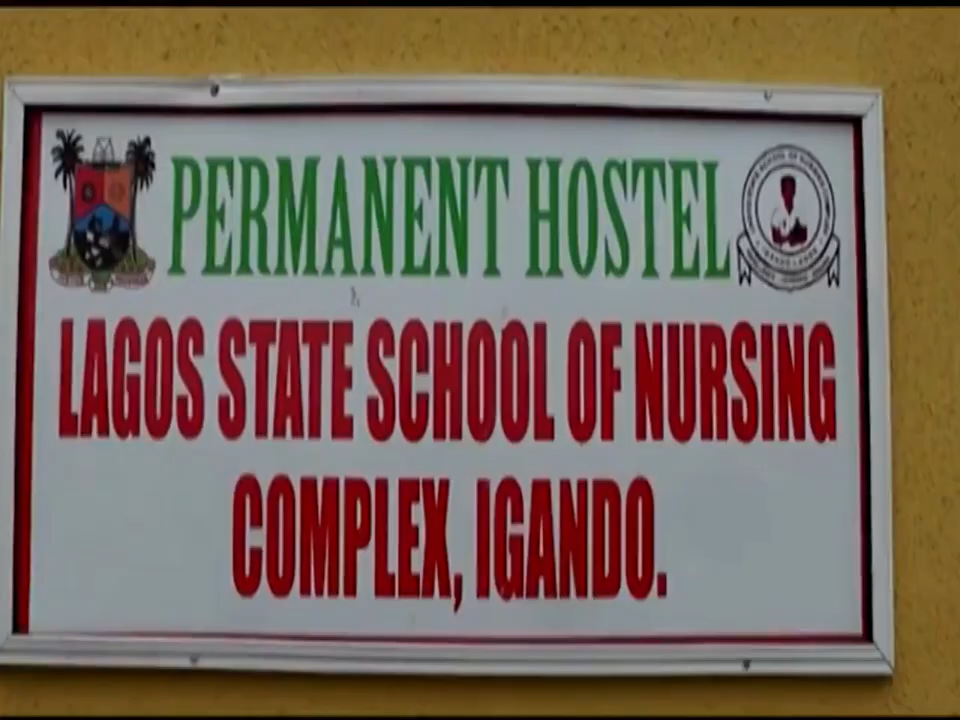 PERMANENT HOSTEL
LAGOS STATE SCHOOL OF NURSING
COMPLEX, IGANDO.